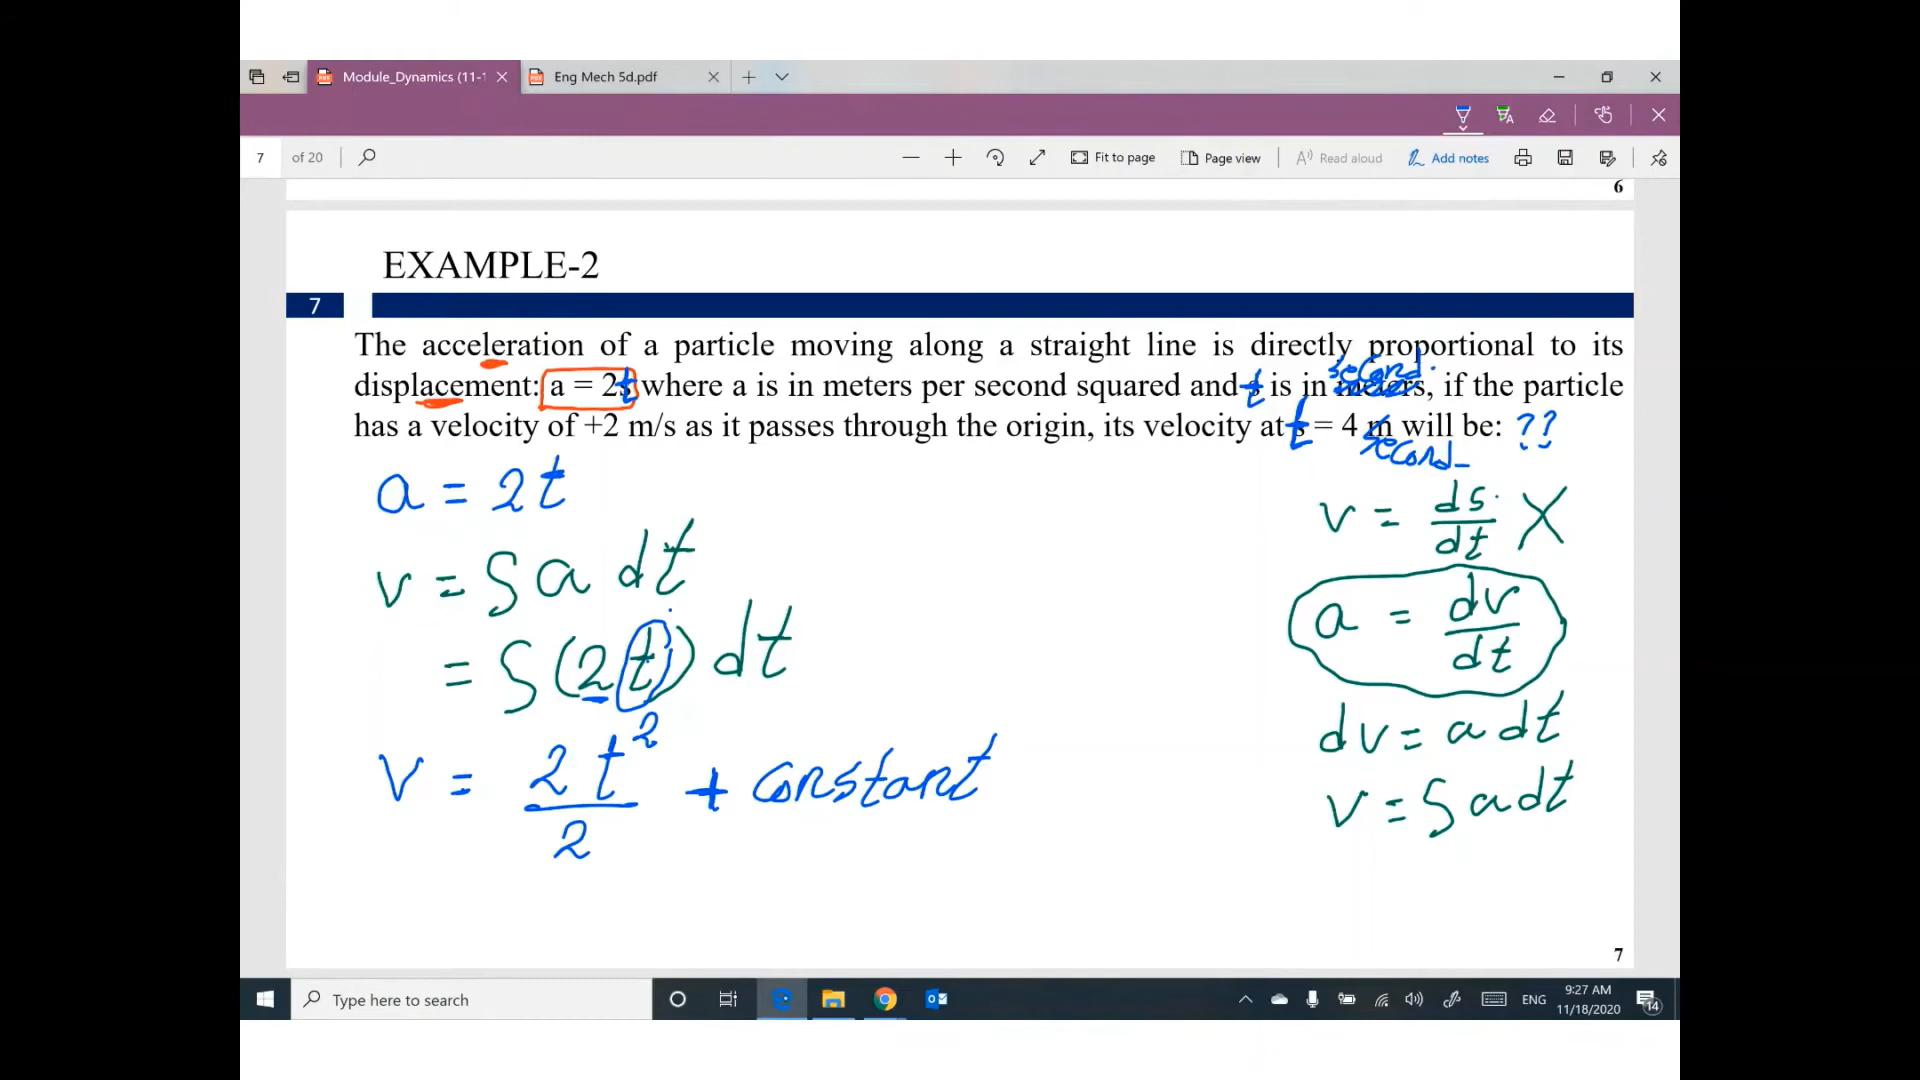 Module_Dynamics (11-1
Eng Mech 5d.pdf
7 of 20
Fit to page
Page view
Read aloud
Add notes
6
EXAMPLE-2
7
The acceleration of a particle moving along a straight line is directly proportional to its
second.
displacement: a = 2s t where a is in meters per second squared and s t is in meters, if the particle
has a velocity of +2 m/s as it passes through the origin, its velocity at s t = 4 m will be: ??
second
a = 2t
v = ∫ a dt
= ∫ (2t) dt
v = 2t²/2 + constant
v = ds/dt X
a = dv/dt
dv = a dt
v = ∫ a dt
7
Type here to search
ENG
9:27 AM
11/18/2020
14